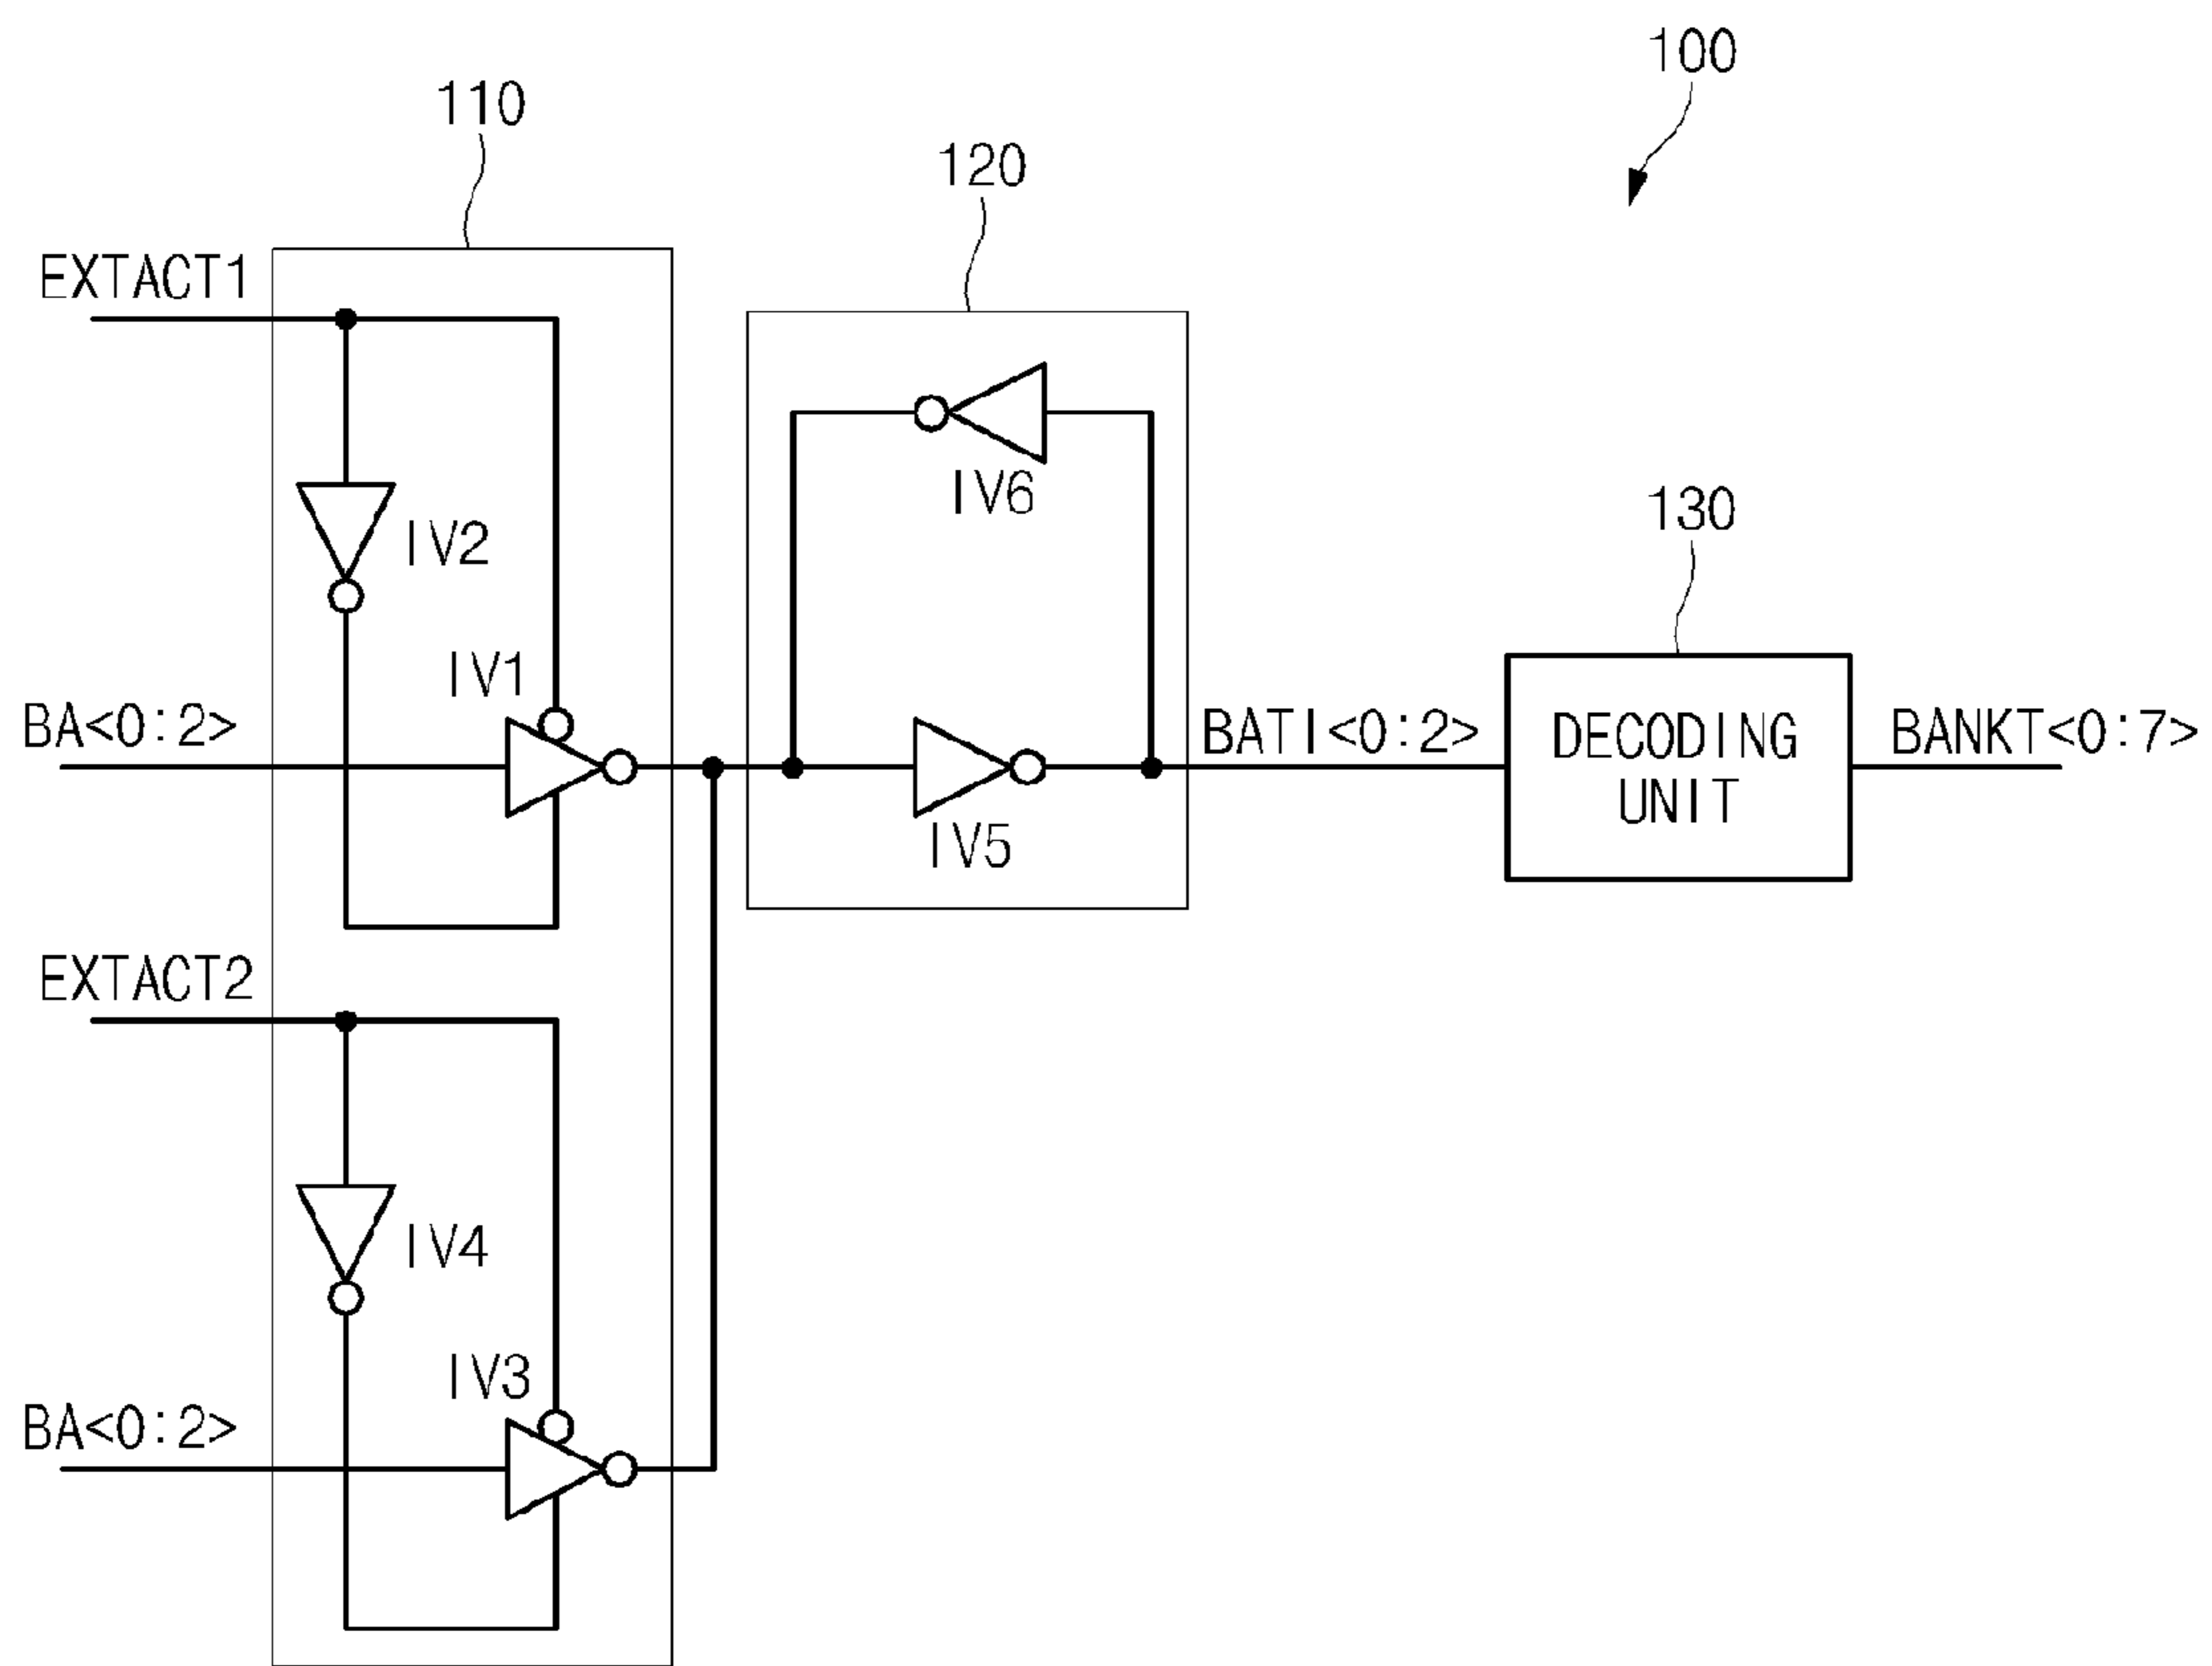 100
110
120
EXTACT1
IV6
130
IV2
IV1
BA<0:2>
BATI<0:2>
DECODING
UNIT
BANKT<0:7>
IV5
EXTACT2
IV4
IV3
BA<0:2>